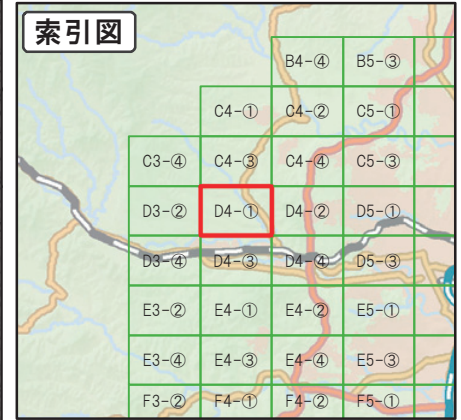 索引図
B4-④ B5-③
C4-① C4-② C5-①
C3-④ C4-③ C4-④ C5-③
D3-② D4-① D4-② D5-①
D3-④ D4-③ D4-④ D5-③
E3-② E4-① E4-② E5-①
E3-④ E4-③ E4-④ E5-③
F3-② F4-① F4-② F5-①